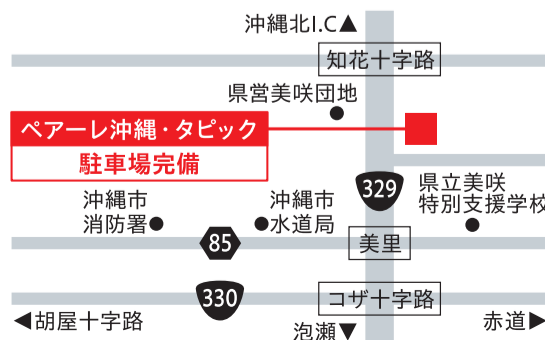 沖縄北I.C▲
知花十字路
県営美咲団地
ペアーレ沖縄・タピック
駐車場完備
329
県立美咲
特別支援学校
沖縄市
消防署
沖縄市
水道局
85
美里
330
コザ十字路
◀胡屋十字路
泡瀬▼
赤道▶